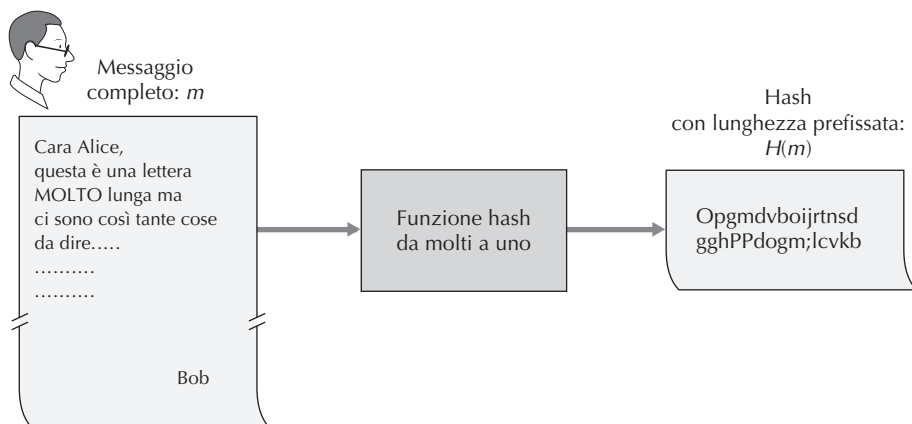 Messaggio
completo: m
Cara Alice,
questa è una lettera
MOLTO lunga ma
ci sono così tante cose
da dire.....
..........
..........
Bob
Funzione hash
da molti a uno
Hash
con lunghezza prefissata:
H(m)
Opgmdvboijrtnsd
gghPPdogm;lcvkb